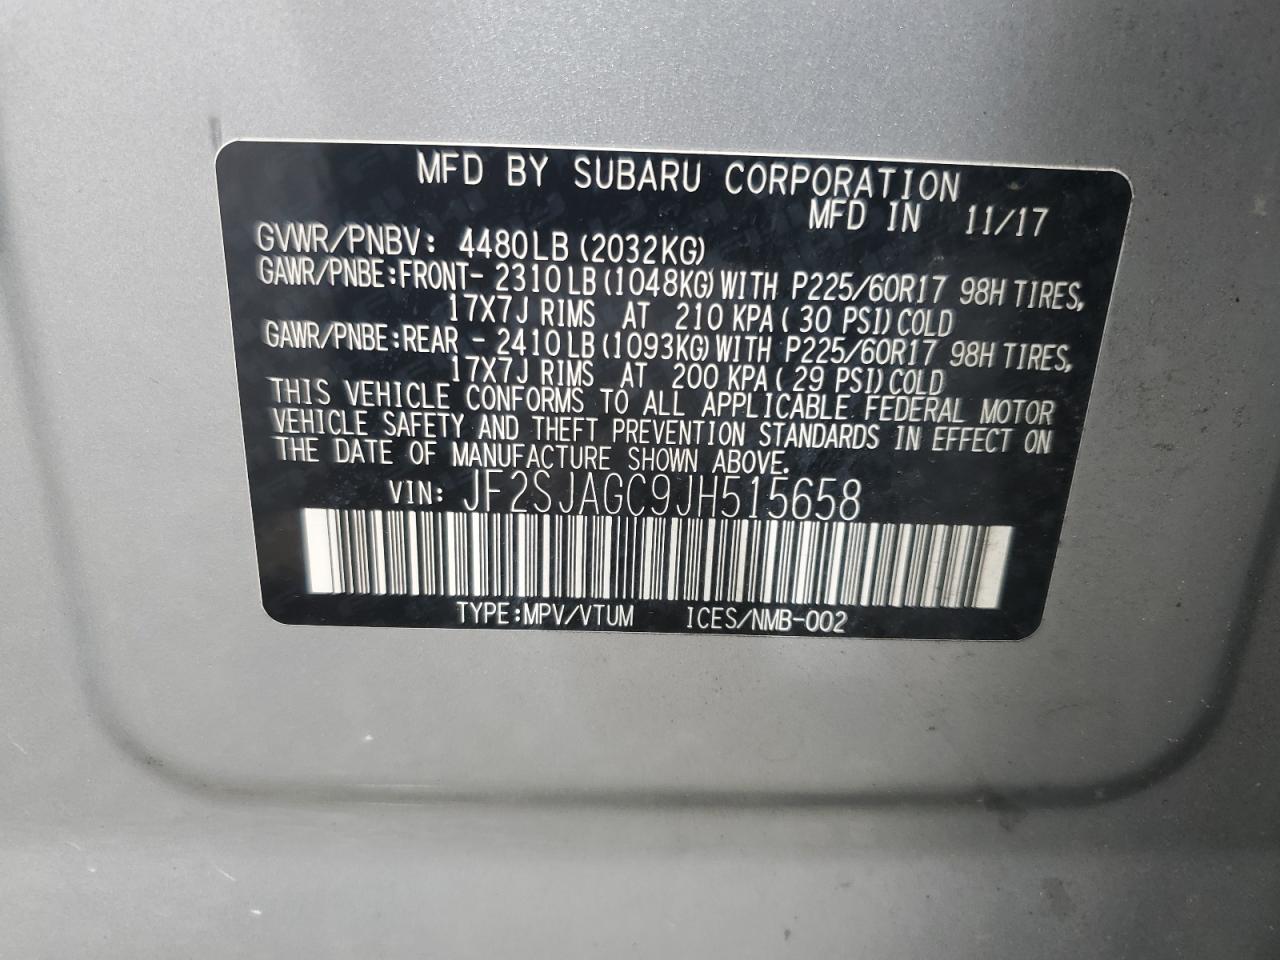 MFD BY SUBARU CORPORATION
MFD IN 11/17
GVWR/PNBV: 4480LB (2032KG)
GAWR/PNBE:FRONT- 2310LB (1048KG) WITH P225/60R17 98H TIRES,
17X7J RIMS AT 210 KPA ( 30 PSI) COLD
GAWR/PNBE:REAR - 2410LB (1093KG) WITH P225/60R17 98H TIRES,
17X7J RIMS AT 200 KPA ( 29 PSI) COLD
THIS VEHICLE CONFORMS TO ALL APPLICABLE FEDERAL MOTOR
VEHICLE SAFETY AND THEFT PREVENTION STANDARDS IN EFFECT ON
THE DATE OF MANUFACTURE SHOWN ABOVE.
VIN: JF2SJAGC9JH515658
TYPE:MPV/VTUM ICES/NMB-002